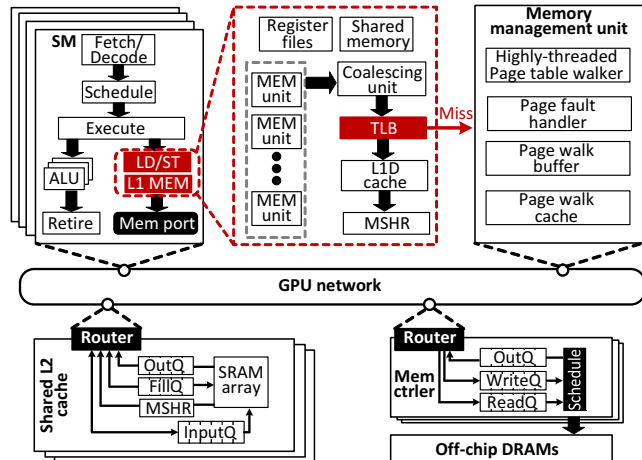 SM
Fetch/
Decode
Schedule
Execute
ALU
LD/ST
L1 MEM
Retire
Mem port
Register
files
Shared
memory
MEM
unit
MEM
unit
MEM
unit
Coalescing
unit
TLB
Miss
L1D
cache
MSHR
Memory
management unit
Highly-threaded
Page table walker
Page fault
handler
Page walk
buffer
Page walk
cache
GPU network
Shared L2
cache
Router
OutQ
FillQ
MSHR
InputQ
SRAM
array
Router
Mem
ctrler
OutQ
WriteQ
ReadQ
Schedule
Off-chip DRAMs